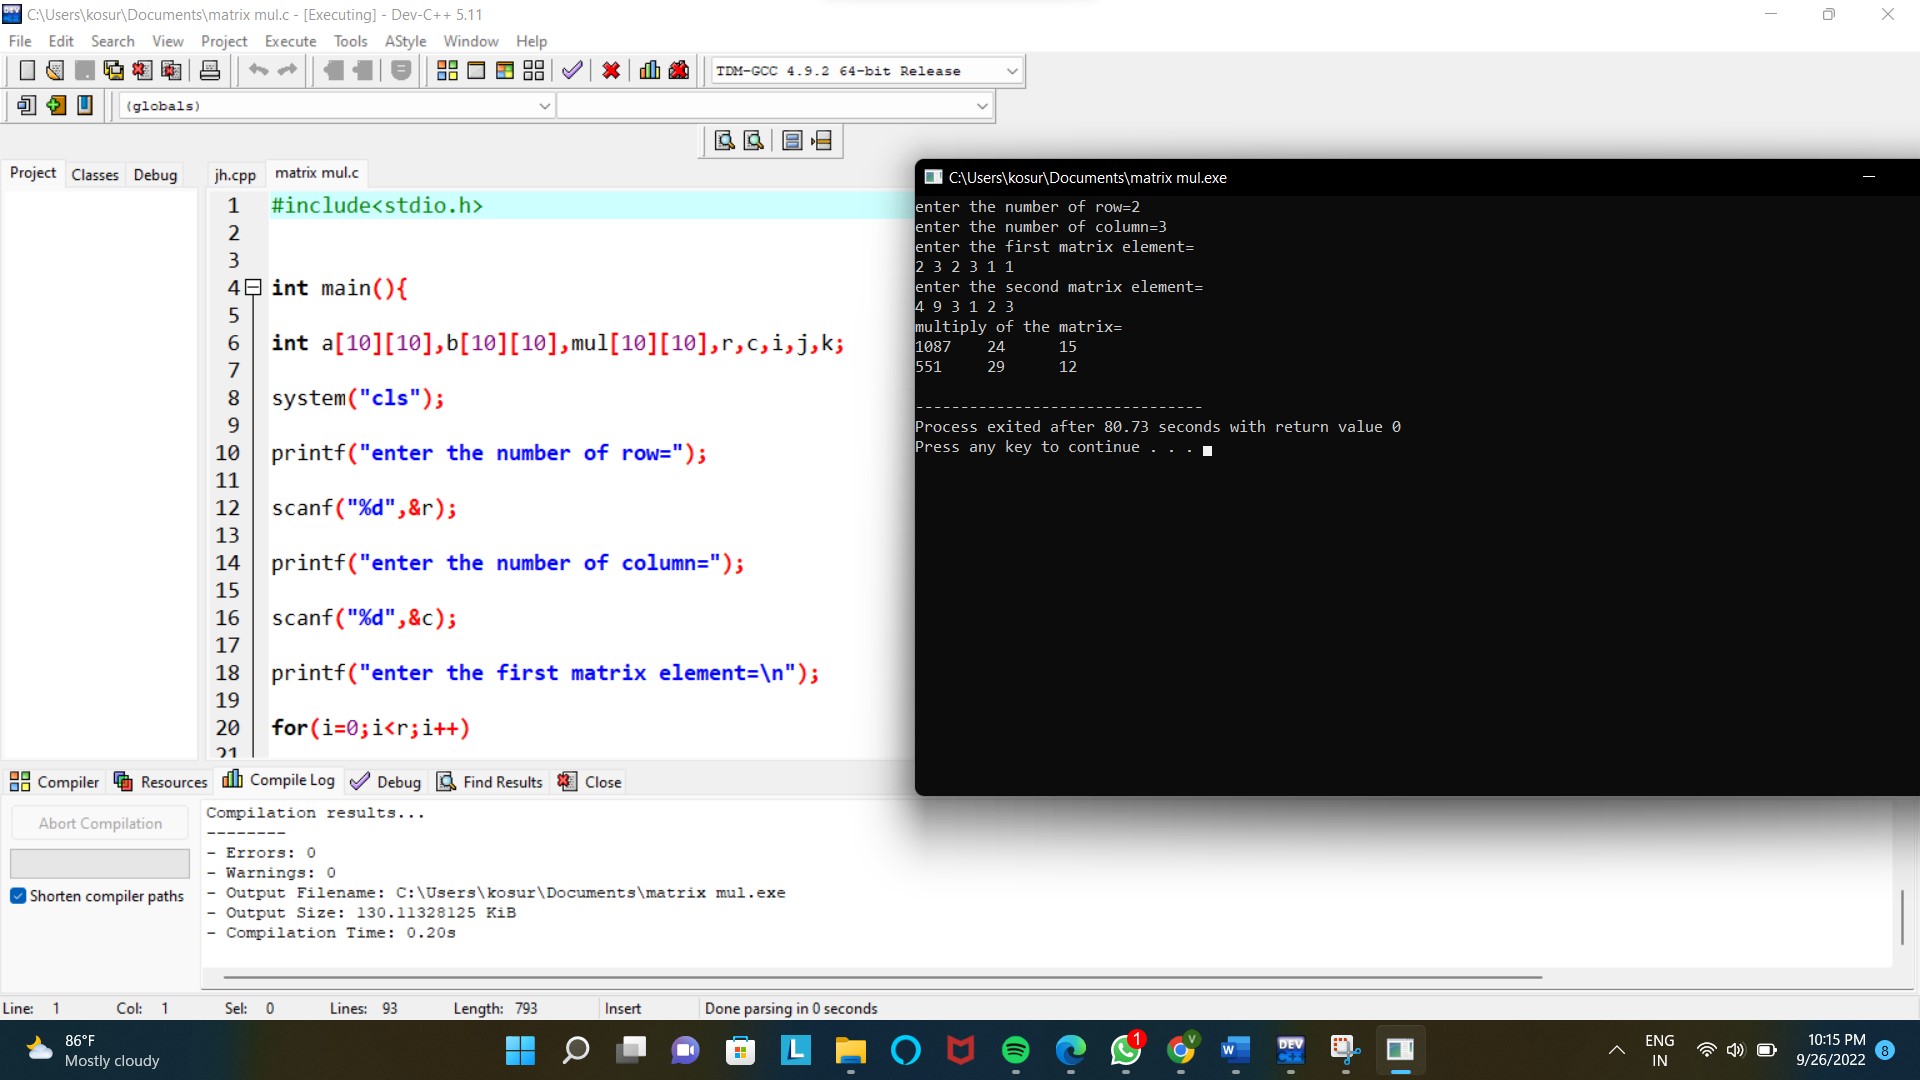 C:\Users\kosur\Documents\matrix mul.c - [Executing] - Dev-C++ 5.11
File Edit Search View Project Execute Tools AStyle Window Help
TDM-GCC 4.9.2 64-bit Release
(globals)
Project Classes Debug
jh.cpp matrix mul.c
1 #include<stdio.h>
2
3
4 int main(){
5
6 int a[10][10],b[10][10],mul[10][10],r,c,i,j,k;
7
8 system("cls");
9
10 printf("enter the number of row=");
11
12 scanf("%d",&r);
13
14 printf("enter the number of column=");
15
16 scanf("%d",&c);
17
18 printf("enter the first matrix element=\n");
19
20 for(i=0;i<r;i++)
21
C:\Users\kosur\Documents\matrix mul.exe
enter the number of row=2
enter the number of column=3
enter the first matrix element=
2 3 2 3 1 1
enter the second matrix element=
4 9 3 1 2 3
multiply of the matrix=
1087 24 15
551 29 12
--------------------------------
Process exited after 80.73 seconds with return value 0
Press any key to continue . . .
Compiler Resources Compile Log Debug Find Results Close
Abort Compilation
Shorten compiler paths
Compilation results...
--------
- Errors: 0
- Warnings: 0
- Output Filename: C:\Users\kosur\Documents\matrix mul.exe
- Output Size: 130.11328125 KiB
- Compilation Time: 0.20s
Line: 1 Col: 1 Sel: 0 Lines: 93 Length: 793 Insert Done parsing in 0 seconds
86°F
Mostly cloudy
L
1
V
W
DEV
C++
ENG
IN
10:15 PM
9/26/2022
8